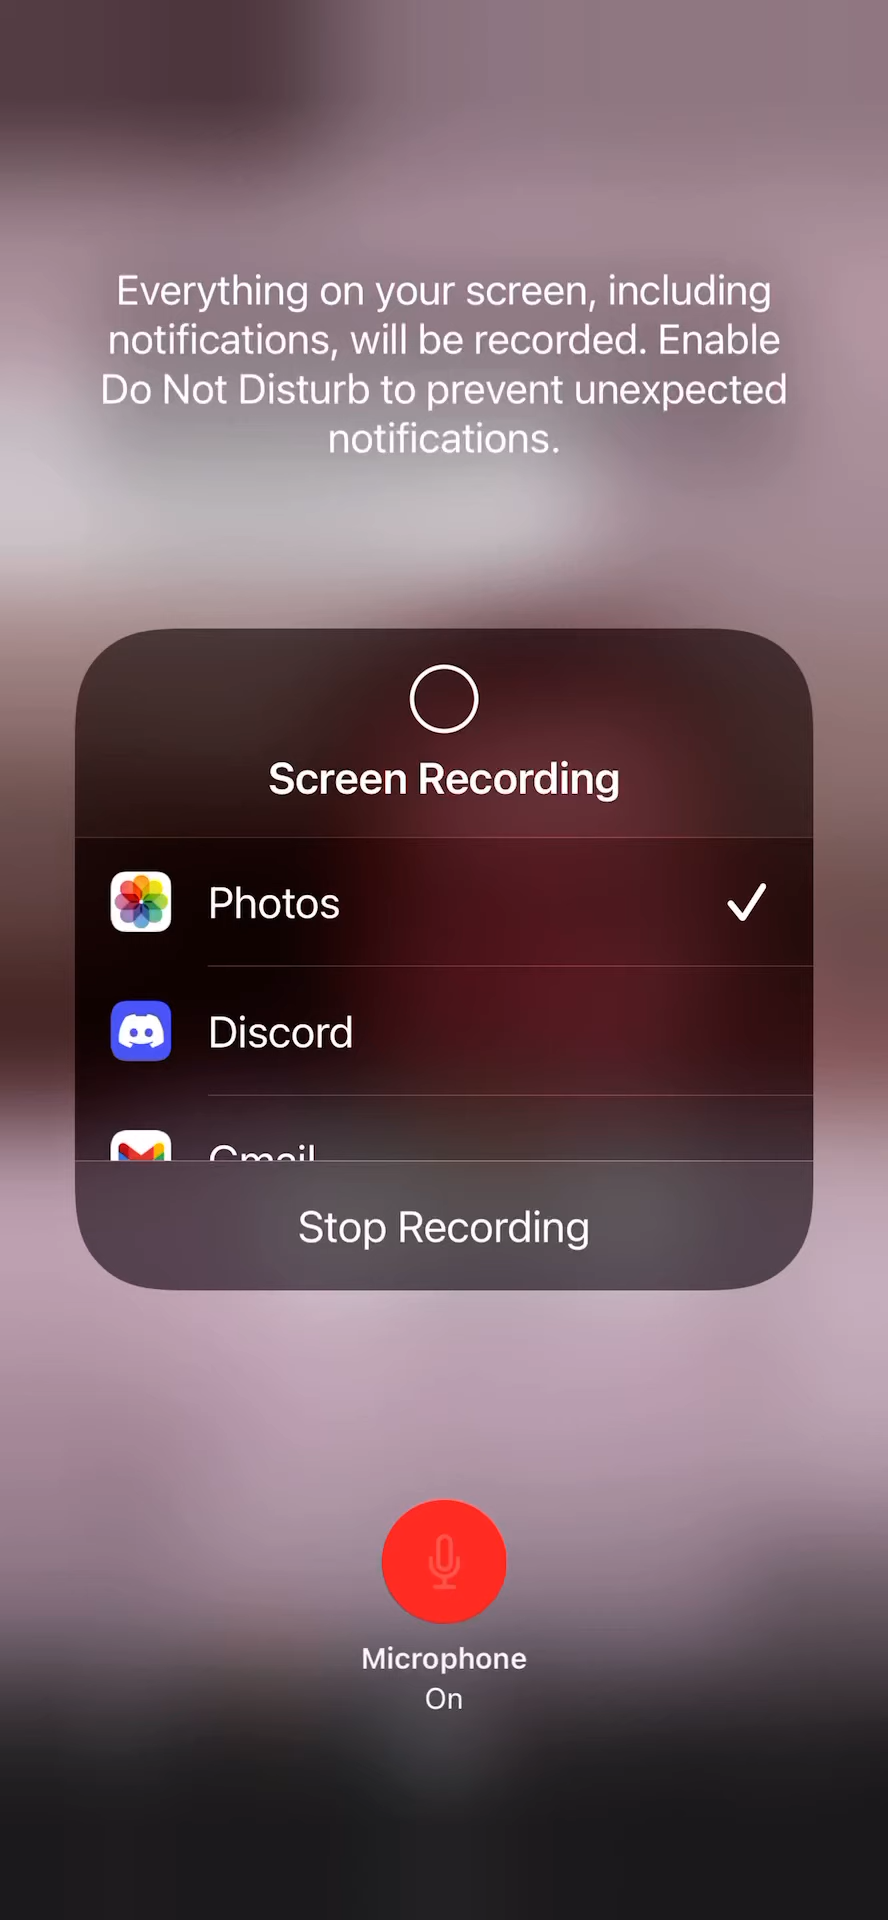 Everything on your screen, including
notifications, will be recorded. Enable
Do Not Disturb to prevent unexpected
notifications.
Screen Recording
Photos
Discord
Gmail
Stop Recording
Microphone
On